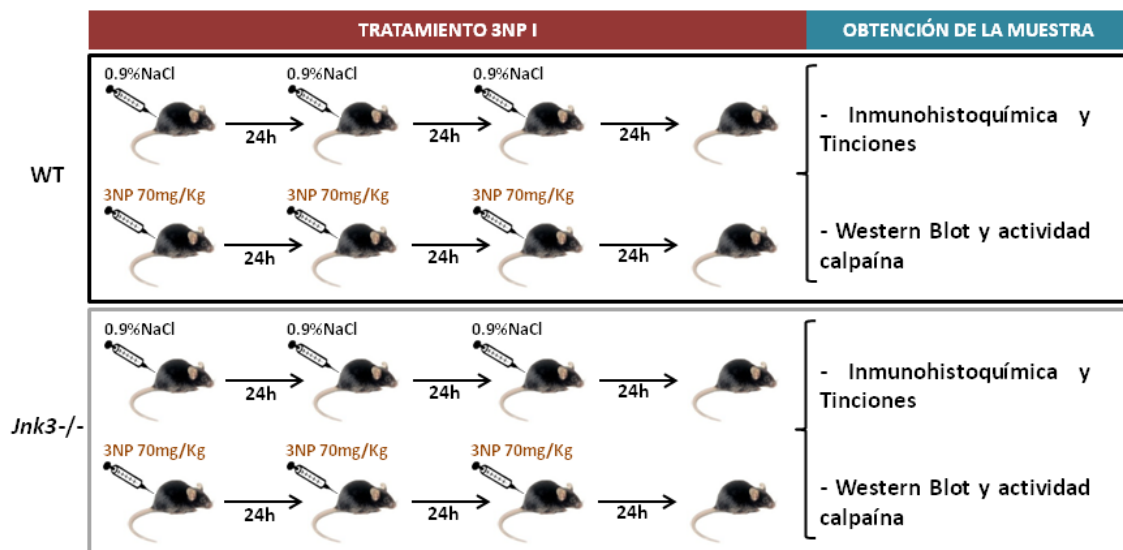 TRATAMIENTO 3NP I
OBTENCIÓN DE LA MUESTRA
WT
0.9%NaCl
0.9%NaCl
0.9%NaCl
24h
24h
24h
3NP 70mg/Kg
3NP 70mg/Kg
3NP 70mg/Kg
24h
24h
24h
- Inmunohistoquímica y
Tinciones
- Western Blot y actividad
calpaína
Jnk3-/-
0.9%NaCl
0.9%NaCl
0.9%NaCl
24h
24h
24h
3NP 70mg/Kg
3NP 70mg/Kg
3NP 70mg/Kg
24h
24h
24h
- Inmunohistoquímica y
Tinciones
- Western Blot y actividad
calpaína